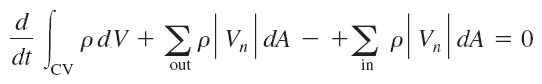 d/dt ∫_CV ρ dV + ∑_out ρ|V_n| dA − +∑_in ρ|V_n| dA = 0